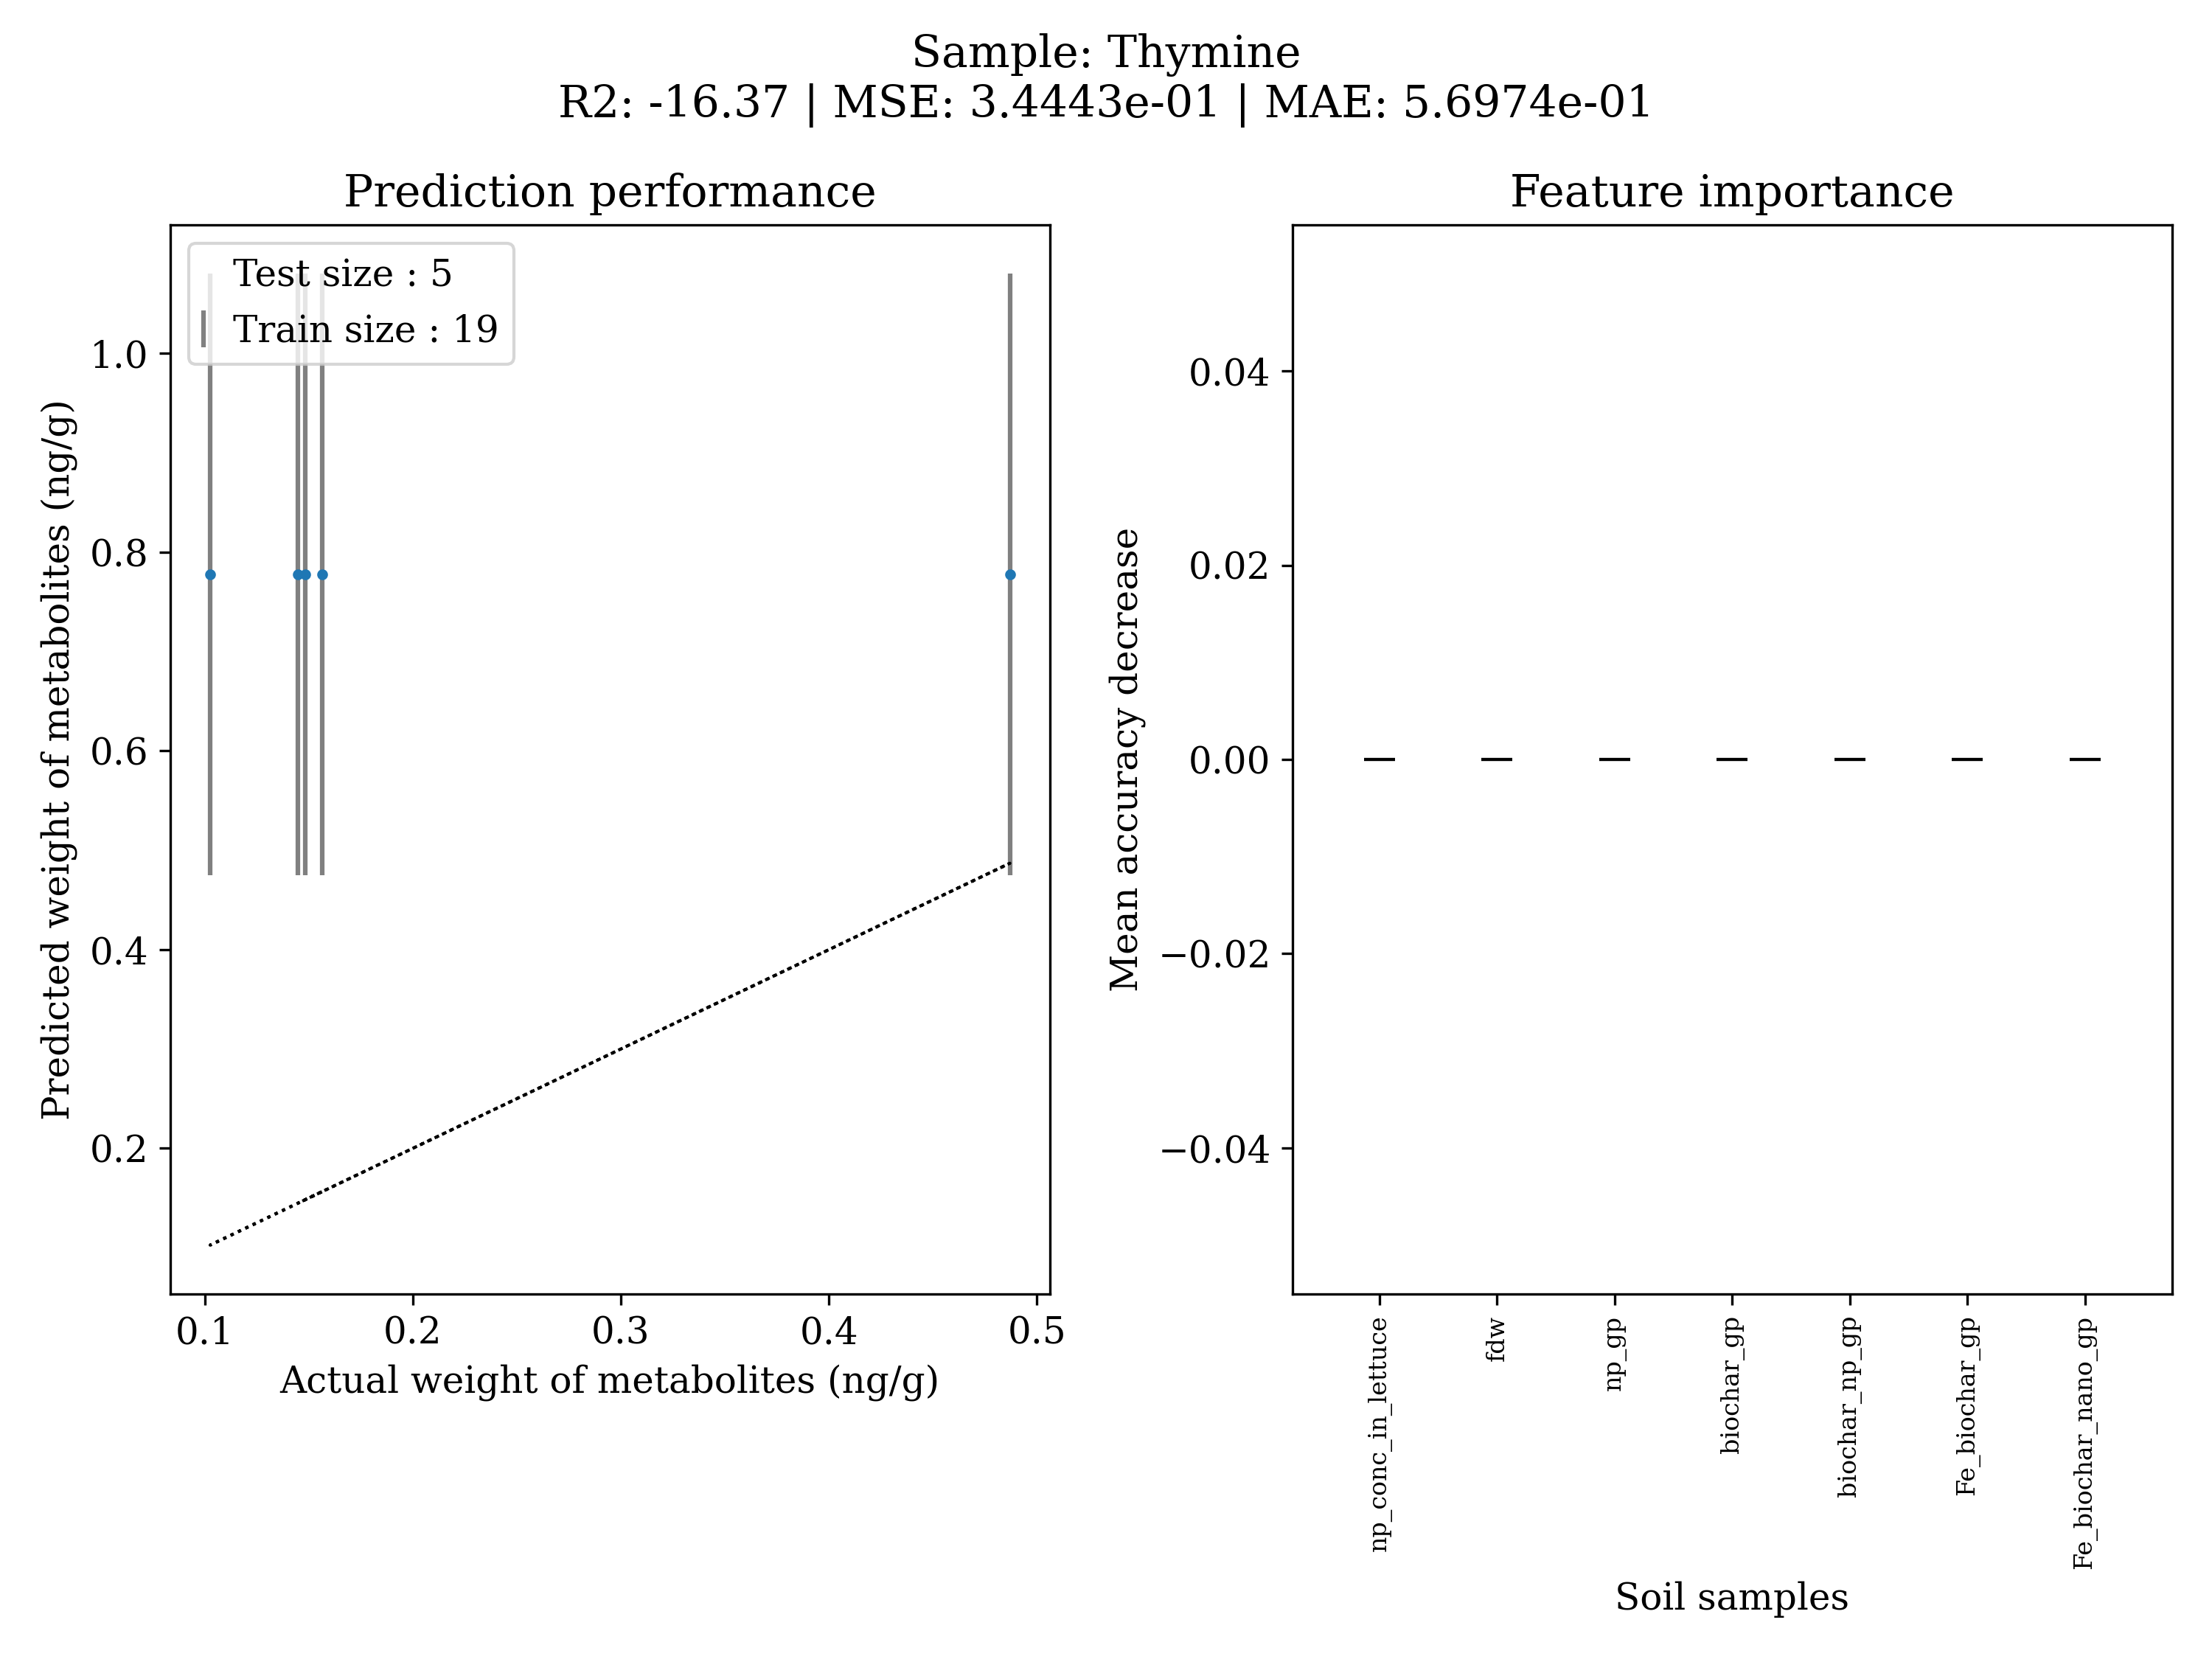 Sample: Thymine
R2: -16.37 | MSE: 3.4443e-01 | MAE: 5.6974e-01
Prediction performance
Test size : 5
Train size : 19
1.0
0.8
0.6
0.4
0.2
Predicted weight of metabolites (ng/g)
0.1
0.2
0.3
0.4
0.5
Actual weight of metabolites (ng/g)
Feature importance
0.04
0.02
0.00
−0.02
−0.04
Mean accuracy decrease
np_conc_in_lettuce
fdw
np_gp
biochar_gp
biochar_np_gp
Fe_biochar_gp
Fe_biochar_nano_gp
Soil samples